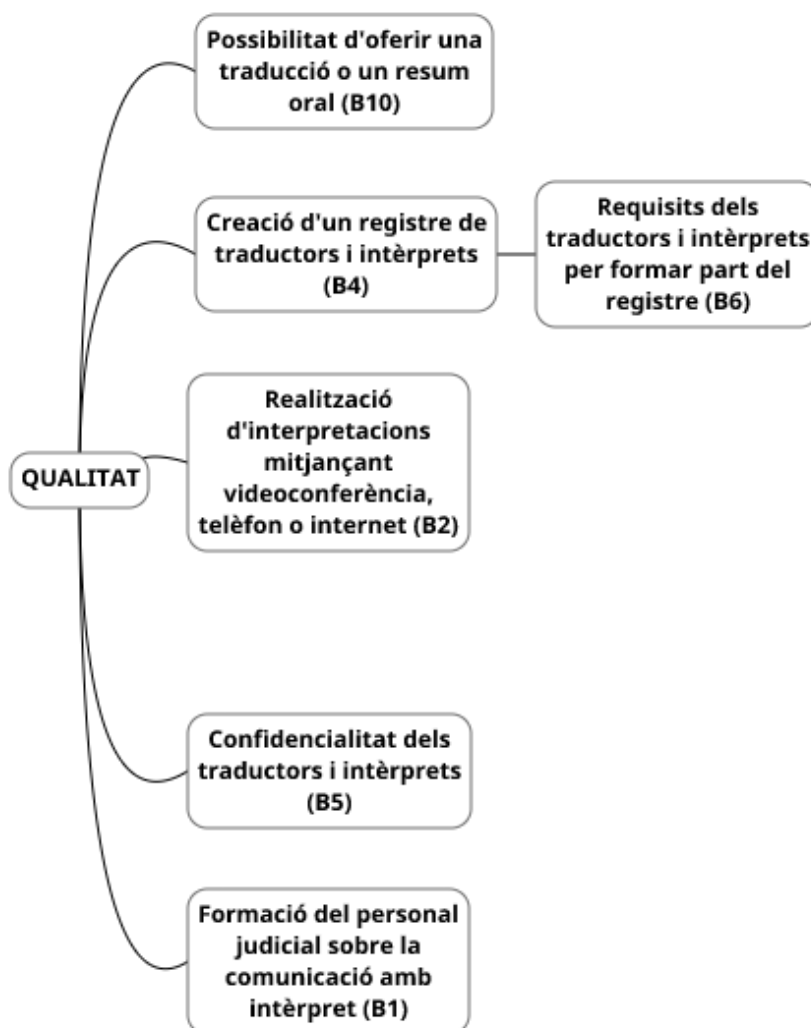 Possibilitat d'oferir una
traducció o un resum
oral (B10)
Creació d'un registre de
traductors i intèrprets
(B4)
Requisits dels
traductors i intèrprets
per formar part del
registre (B6)
Realització
d'interpretacions
mitjançant
videoconferència,
telèfon o internet (B2)
QUALITAT
Confidencialitat dels
traductors i intèrprets
(B5)
Formació del personal
judicial sobre la
comunicació amb
intèrpret (B1)